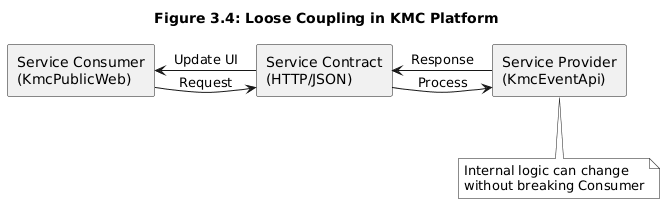 Figure 3.4: Loose Coupling in KMC Platform
Service Consumer
(KmcPublicWeb)
Update UI
Request
Service Contract
(HTTP/JSON)
Response
Process
Service Provider
(KmcEventApi)
Internal logic can change
without breaking Consumer